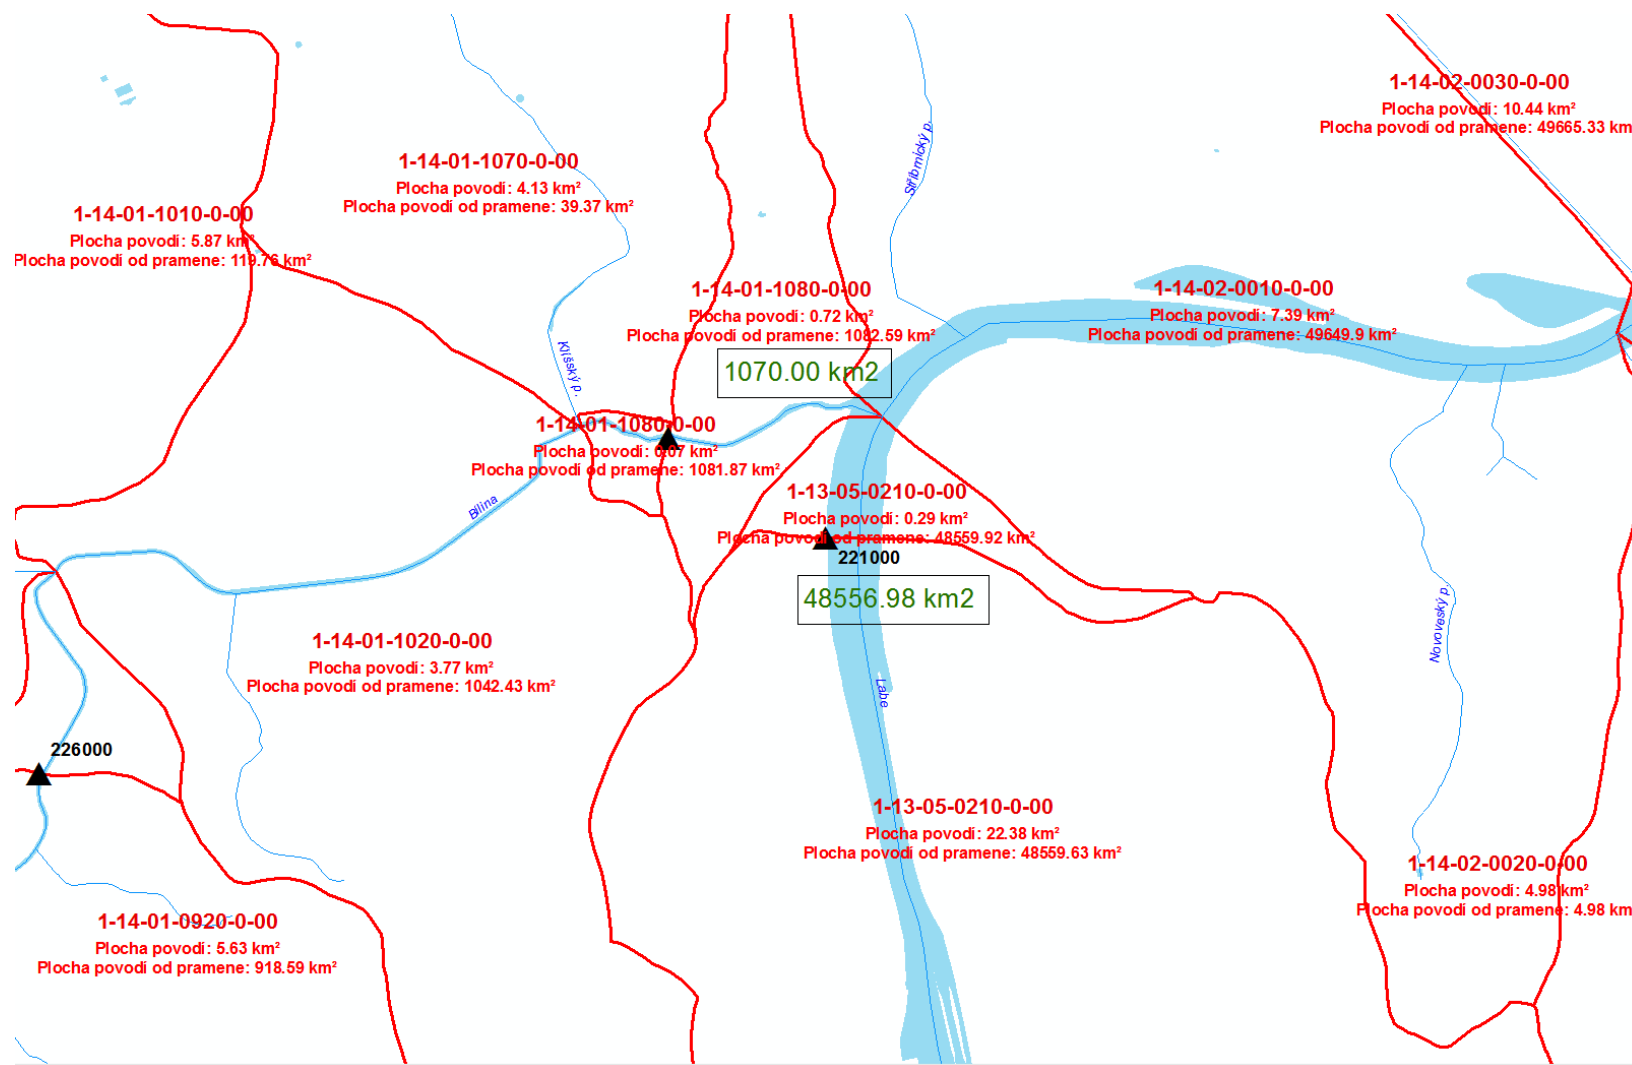 1-14-02-0030-0-00
Plocha povodí: 10.44 km²
Plocha povodí od pramene: 49665.33 km
Stříbrnický p.
1-14-01-1070-0-00
Plocha povodí: 4.13 km²
Plocha povodí od pramene: 39.37 km²
1-14-01-1010-0-00
Plocha povodí: 5.87 km²
Plocha povodí od pramene: 119.76 km²
1-14-01-1080-0-00
Plocha povodí: 0.72 km²
Plocha povodí od pramene: 1082.59 km²
1070.00 km2
1-14-02-0010-0-00
Plocha povodí: 7.39 km²
Plocha povodí od pramene: 49649.9 km²
Klíšský p.
1-14-01-1080-0-00
Plocha povodí: 0.07 km²
Plocha povodí od pramene: 1081.87 km²
Bílina
1-13-05-0210-0-00
Plocha povodí: 0.29 km²
Plocha povodí od pramene: 48559.92 km²
221000
48556.98 km2
Novoveský p.
1-14-01-1020-0-00
Plocha povodí: 3.77 km²
Plocha povodí od pramene: 1042.43 km²
Labe
226000
1-13-05-0210-0-00
Plocha povodí: 22.38 km²
Plocha povodí od pramene: 48559.63 km²
1-14-02-0020-0-00
Plocha povodí: 4.98 km²
Plocha povodí od pramene: 4.98 km
1-14-01-0920-0-00
Plocha povodí: 5.63 km²
Plocha povodí od pramene: 918.59 km²